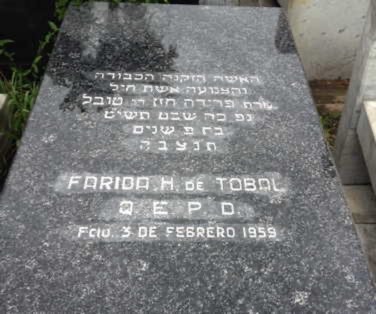 האשה הזקנה הכבודה
והצנועה אשת חיל
מרת פרידה טובל
נפ כה שבט תשיט
בת פ שנים
תנצבה
FARIDA. H. DE TOBAL
Q. E. P. D.
FCIU. 3 DE FEBRERO 1959